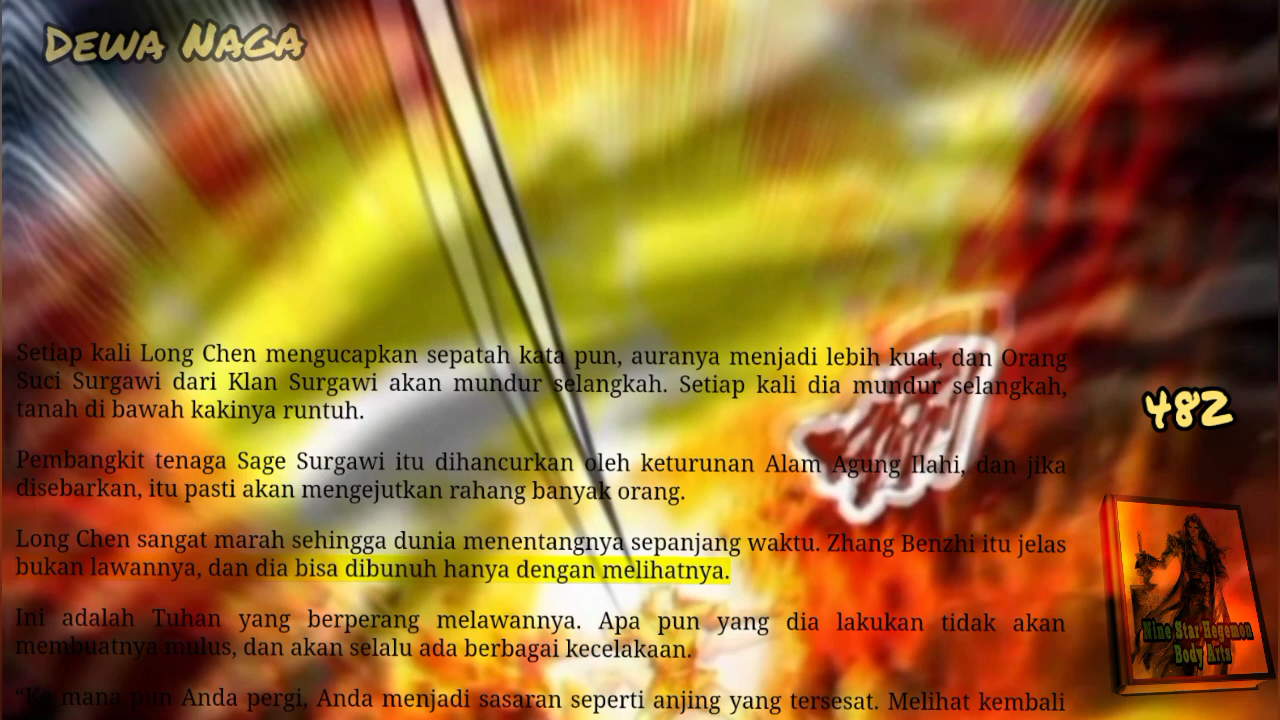 Dewa Naga
Setiap kali Long Chen mengucapkan sepatah kata pun, auranya menjadi lebih kuat, dan Orang
Suci Surgawi dari Klan Surgawi akan mundur selangkah. Setiap kali dia mundur selangkah,
tanah di bawah kakinya runtuh.
Pembangkit tenaga Sage Surgawi itu dihancurkan oleh keturunan Alam Agung Ilahi, dan jika
disebarkan, itu pasti akan mengejutkan rahang banyak orang.
Long Chen sangat marah sehingga dunia menentangnya sepanjang waktu. Zhang Benzhi itu jelas
bukan lawannya, dan dia bisa dibunuh hanya dengan melihatnya.
Ini adalah Tuhan yang berperang melawannya. Apa pun yang dia lakukan tidak akan
membuatnya mulus, dan akan selalu ada berbagai kecelakaan.
“Ke mana pun Anda pergi, Anda menjadi sasaran seperti anjing yang tersesat. Melihat kembali
482
Nine Star Hegemon
Body Arts